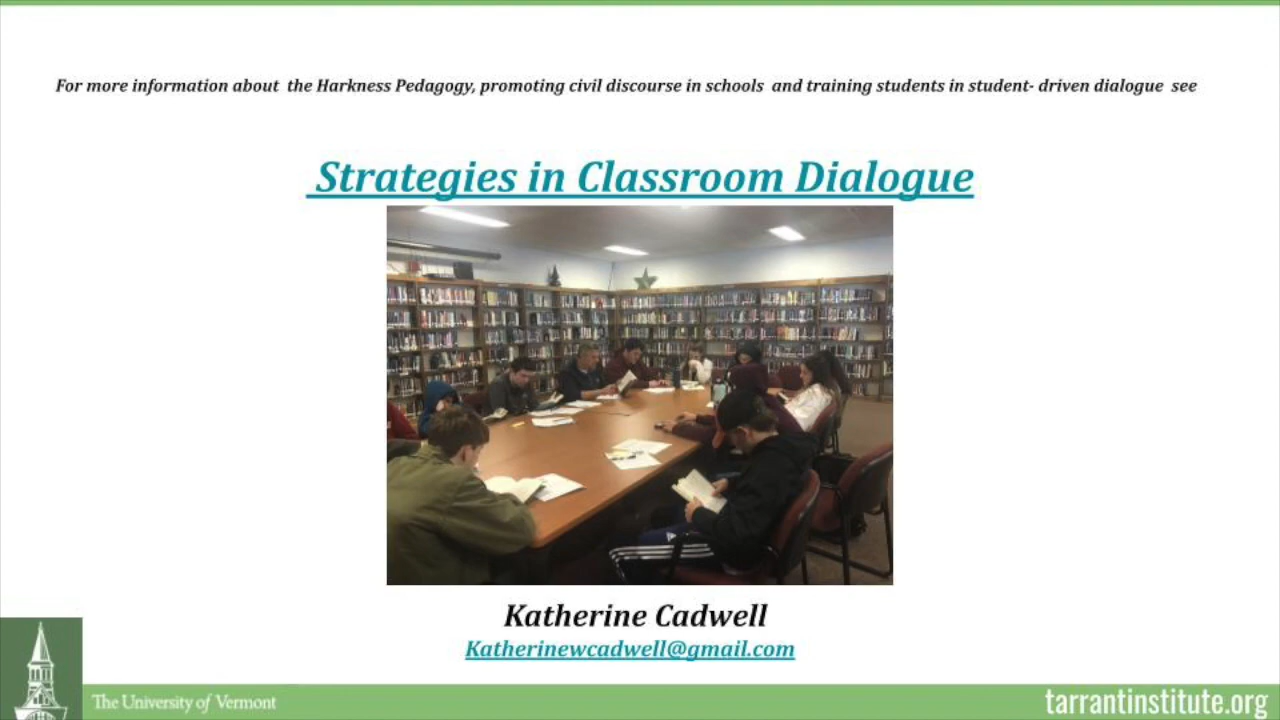 For more information about the Harkness Pedagogy, promoting civil discourse in schools and training students in student- driven dialogue see
Strategies in Classroom Dialogue
Katherine Cadwell
Katherinewcadwell@gmail.com
The University of Vermont
tarrantinstitute.org